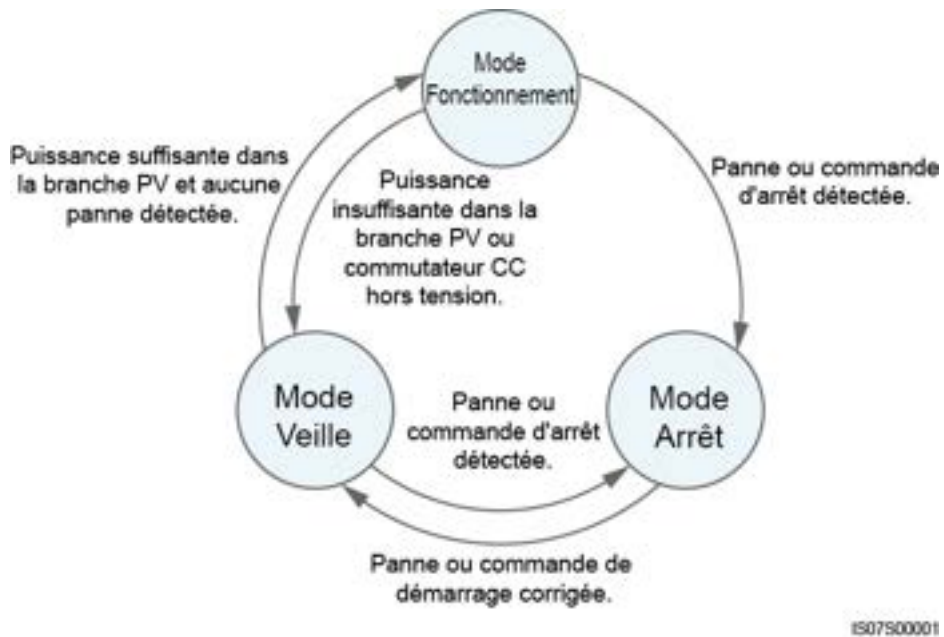 Mode
Fonctionnement
Puissance suffisante dans
la branche PV et aucune
panne détectée.
Puissance
insuffisante dans la
branche PV ou
commutateur CC
hors tension.
Panne ou commande
d'arrêt détectée.
Mode
Veille
Panne ou
commande d'arrêt
détectée.
Mode
Arrêt
Panne ou commande de
démarrage corrigée.
IS07S00001